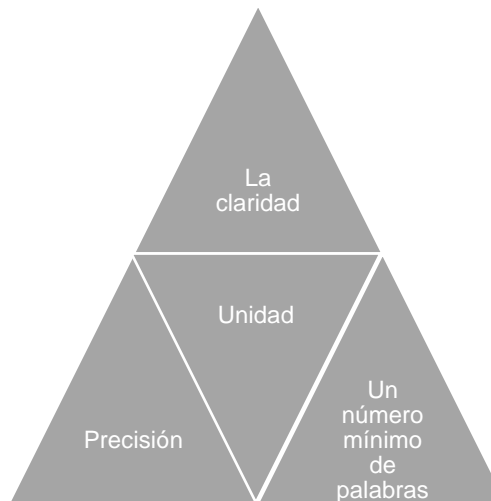 La
claridad
Unidad
Precisión
Un
número
mínimo
de
palabras